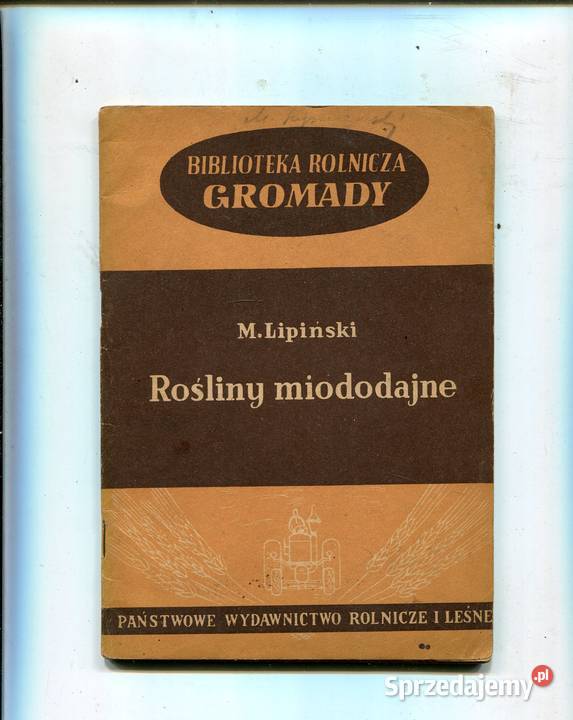 BIBLIOTEKA ROLNICZA
GROMADY
M. Lipiński
Rośliny miododajne
PAŃSTWOWE WYDAWNICTWO ROLNICZE I LEŚNE
Sprzedajemy.pl